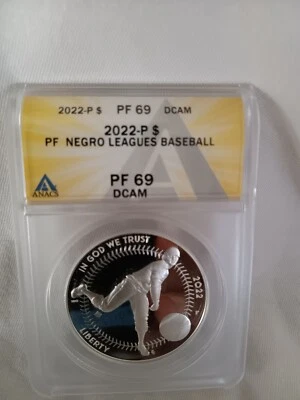 2022-P $ PF 69 DCAM
2022-P $
PF NEGRO LEAGUES BASEBALL
ANACS
PF 69
DCAM
IN GOD WE TRUST
2022
P
LIBERTY